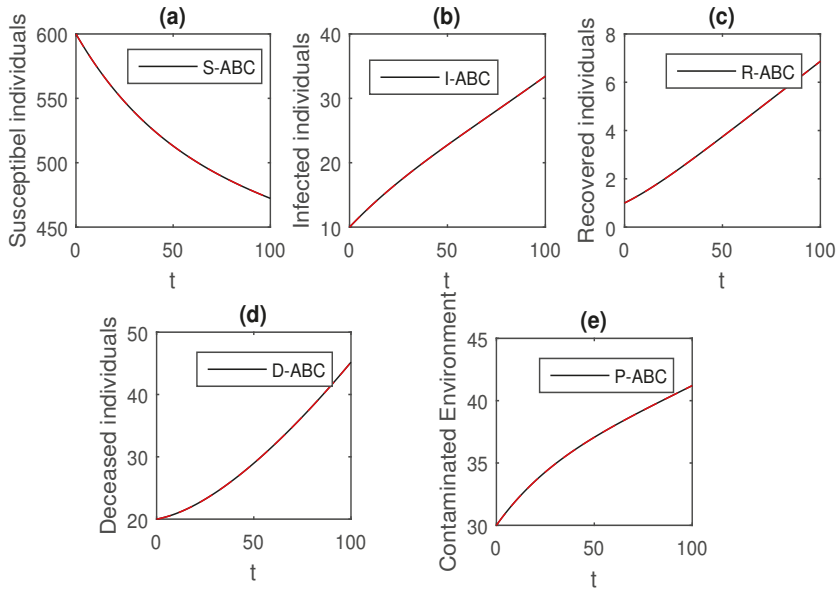 (a)
Susceptibel individuals
600
550
500
450
S-ABC
0 50 100
t
(b)
Infected individuals
40
30
20
10
I-ABC
0 50 100
t
(c)
Recovered individuals
8
6
4
2
0
R-ABC
0 50 100
t
(d)
Deceased individuals
50
40
30
20
D-ABC
0 50 100
t
(e)
Contaminated Environment
45
40
35
30
P-ABC
0 50 100
t